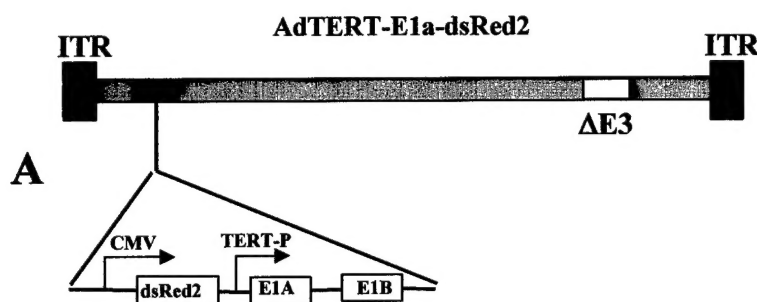 AdTERT-E1a-dsRed2
ITR
ITR
ΔE3
A
CMV
TERT-P
dsRed2
E1A
E1B